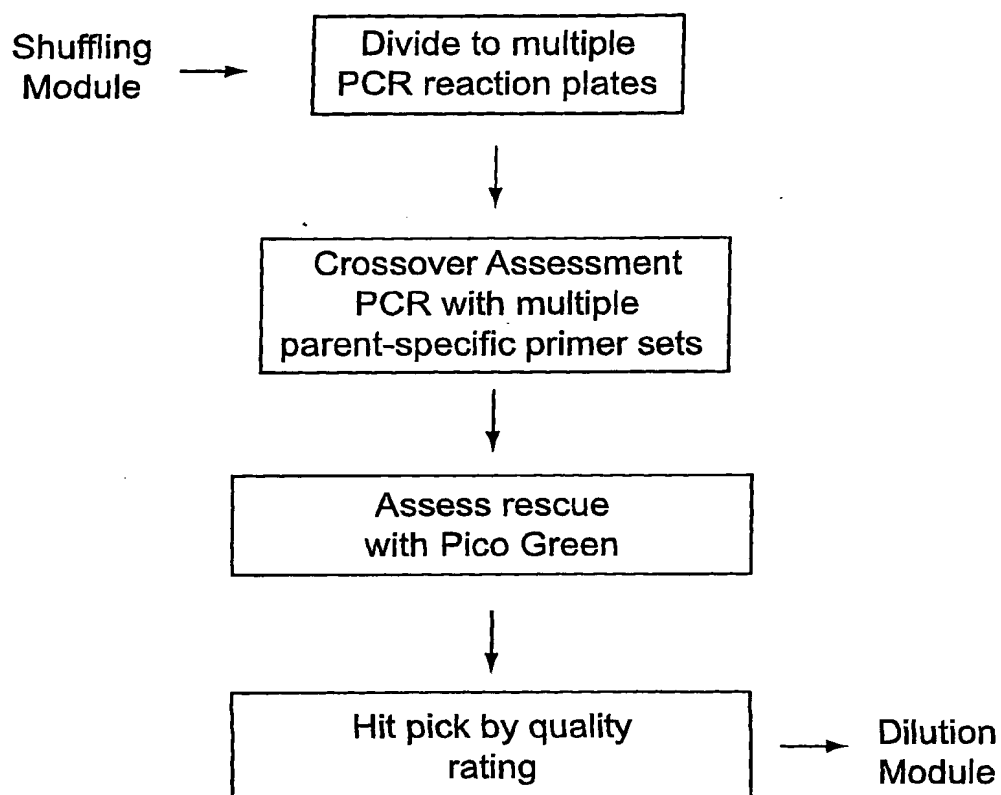 Shuffling
Module
Divide to multiple
PCR reaction plates
Crossover Assessment
PCR with multiple
parent-specific primer sets
Assess rescue
with Pico Green
Hit pick by quality
rating
Dilution
Module